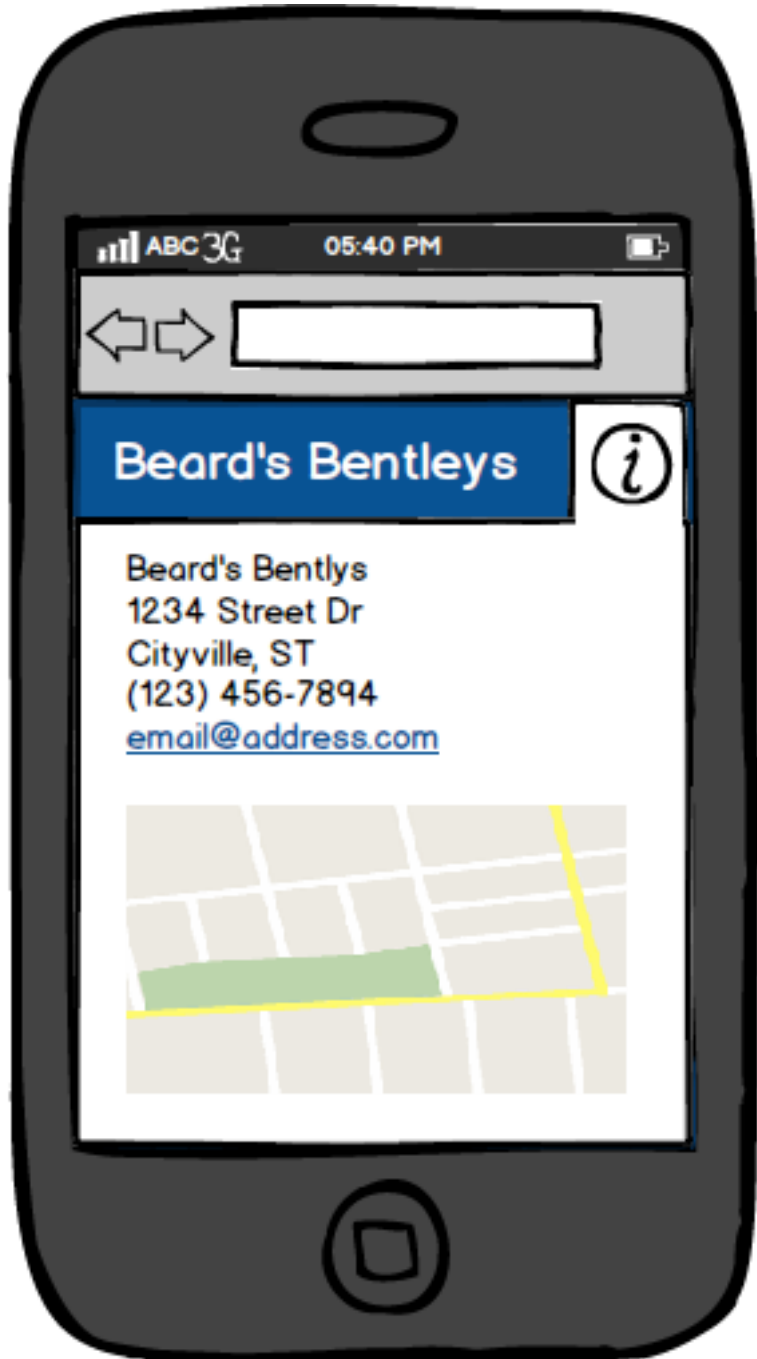 ABC 3G 05:40 PM
Beard's Bentleys i
Beard's Bentlys
1234 Street Dr
Cityville, ST
(123) 456-7894
email@address.com